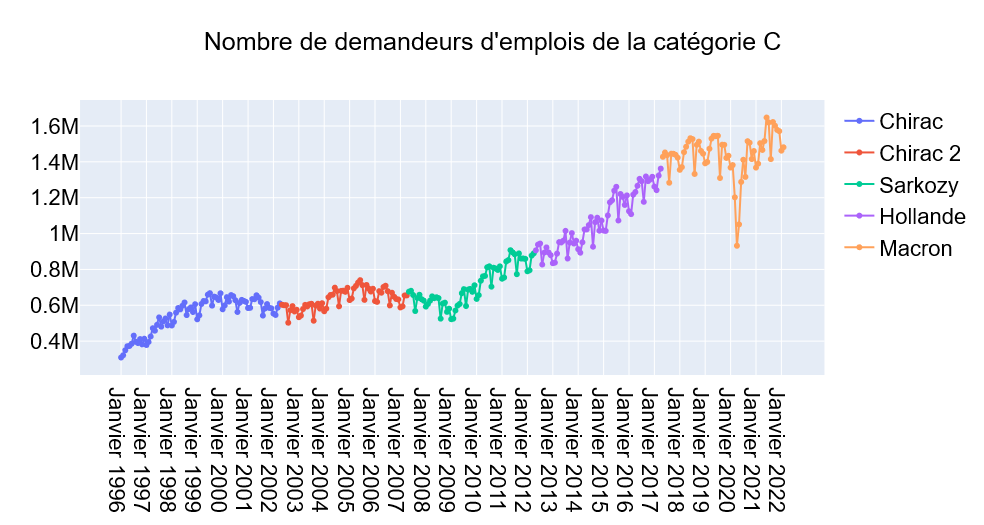 Nombre de demandeurs d'emplois de la catégorie C
1.6M
1.4M
1.2M
1M
0.8M
0.6M
0.4M
Chirac
Chirac 2
Sarkozy
Hollande
Macron
Janvier 1996
Janvier 1997
Janvier 1998
Janvier 1999
Janvier 2000
Janvier 2001
Janvier 2002
Janvier 2003
Janvier 2004
Janvier 2005
Janvier 2006
Janvier 2007
Janvier 2008
Janvier 2009
Janvier 2010
Janvier 2011
Janvier 2012
Janvier 2013
Janvier 2014
Janvier 2015
Janvier 2016
Janvier 2017
Janvier 2018
Janvier 2019
Janvier 2020
Janvier 2021
Janvier 2022